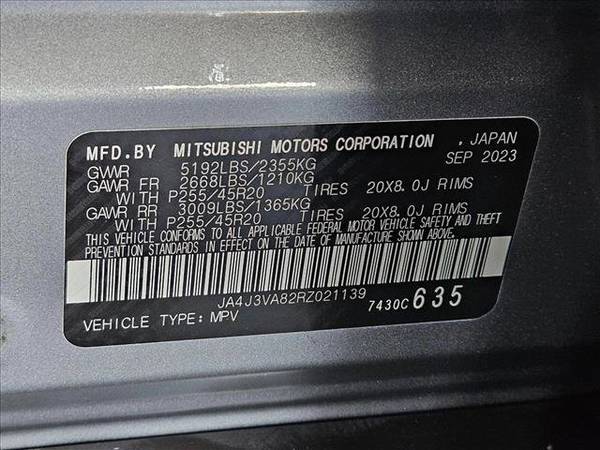 MFD.BY MITSUBISHI MOTORS CORPORATION , JAPAN
GVWR 5192LBS/2355KG SEP 2023
GAWR FR 2668LBS/1210KG
WITH P255/45R20 TIRES 20X8.0J RIMS
GAWR RR 3009LBS/1365KG
WITH P255/45R20 TIRES 20X8.0J RIMS
THIS VEHICLE CONFORMS TO ALL APPLICABLE FEDERAL MOTOR VEHICLE SAFETY AND THEFT
PREVENTION STANDARDS IN EFFECT ON THE DATE OF MANUFACTURE SHOWN ABOVE.
JA4J3VA82RZ021139 7430C 635
VEHICLE TYPE: MPV